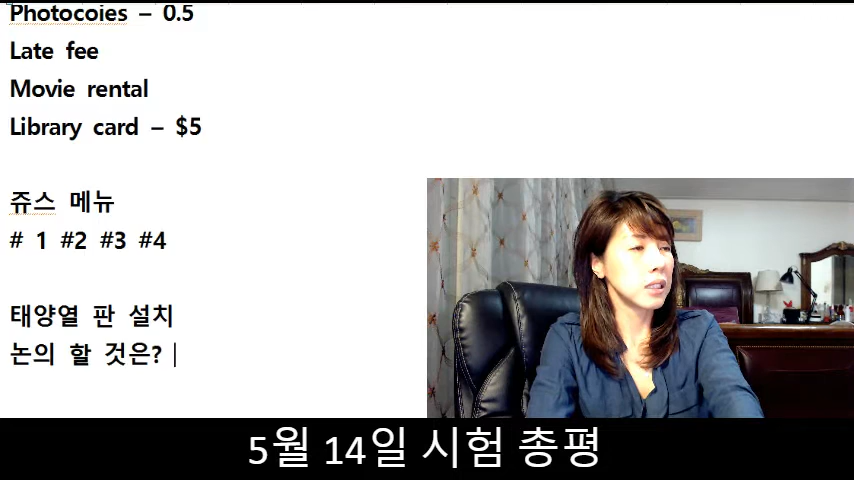 Photocoies – 0.5
Late fee
Movie rental
Library card – $5
쥬스 메뉴
# 1 #2 #3 #4
태양열 판 설치
논의 할 것은?
5월 14일 시험 총평